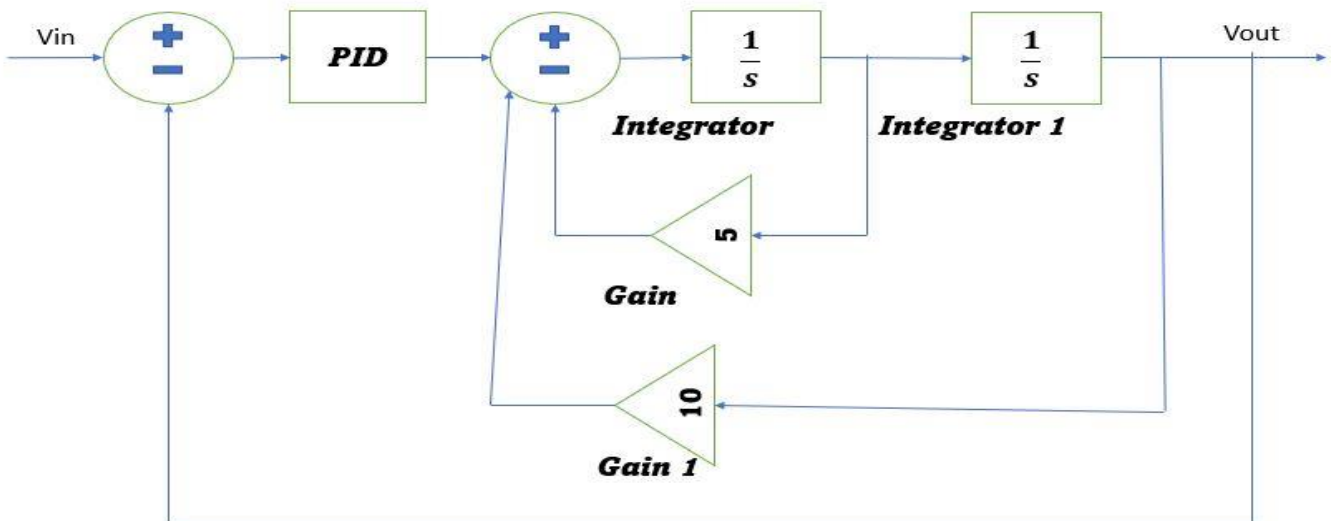 Vin
+
−
PID
+
−
1
s
Integrator
1
s
Integrator 1
Vout
5
Gain
10
Gain 1